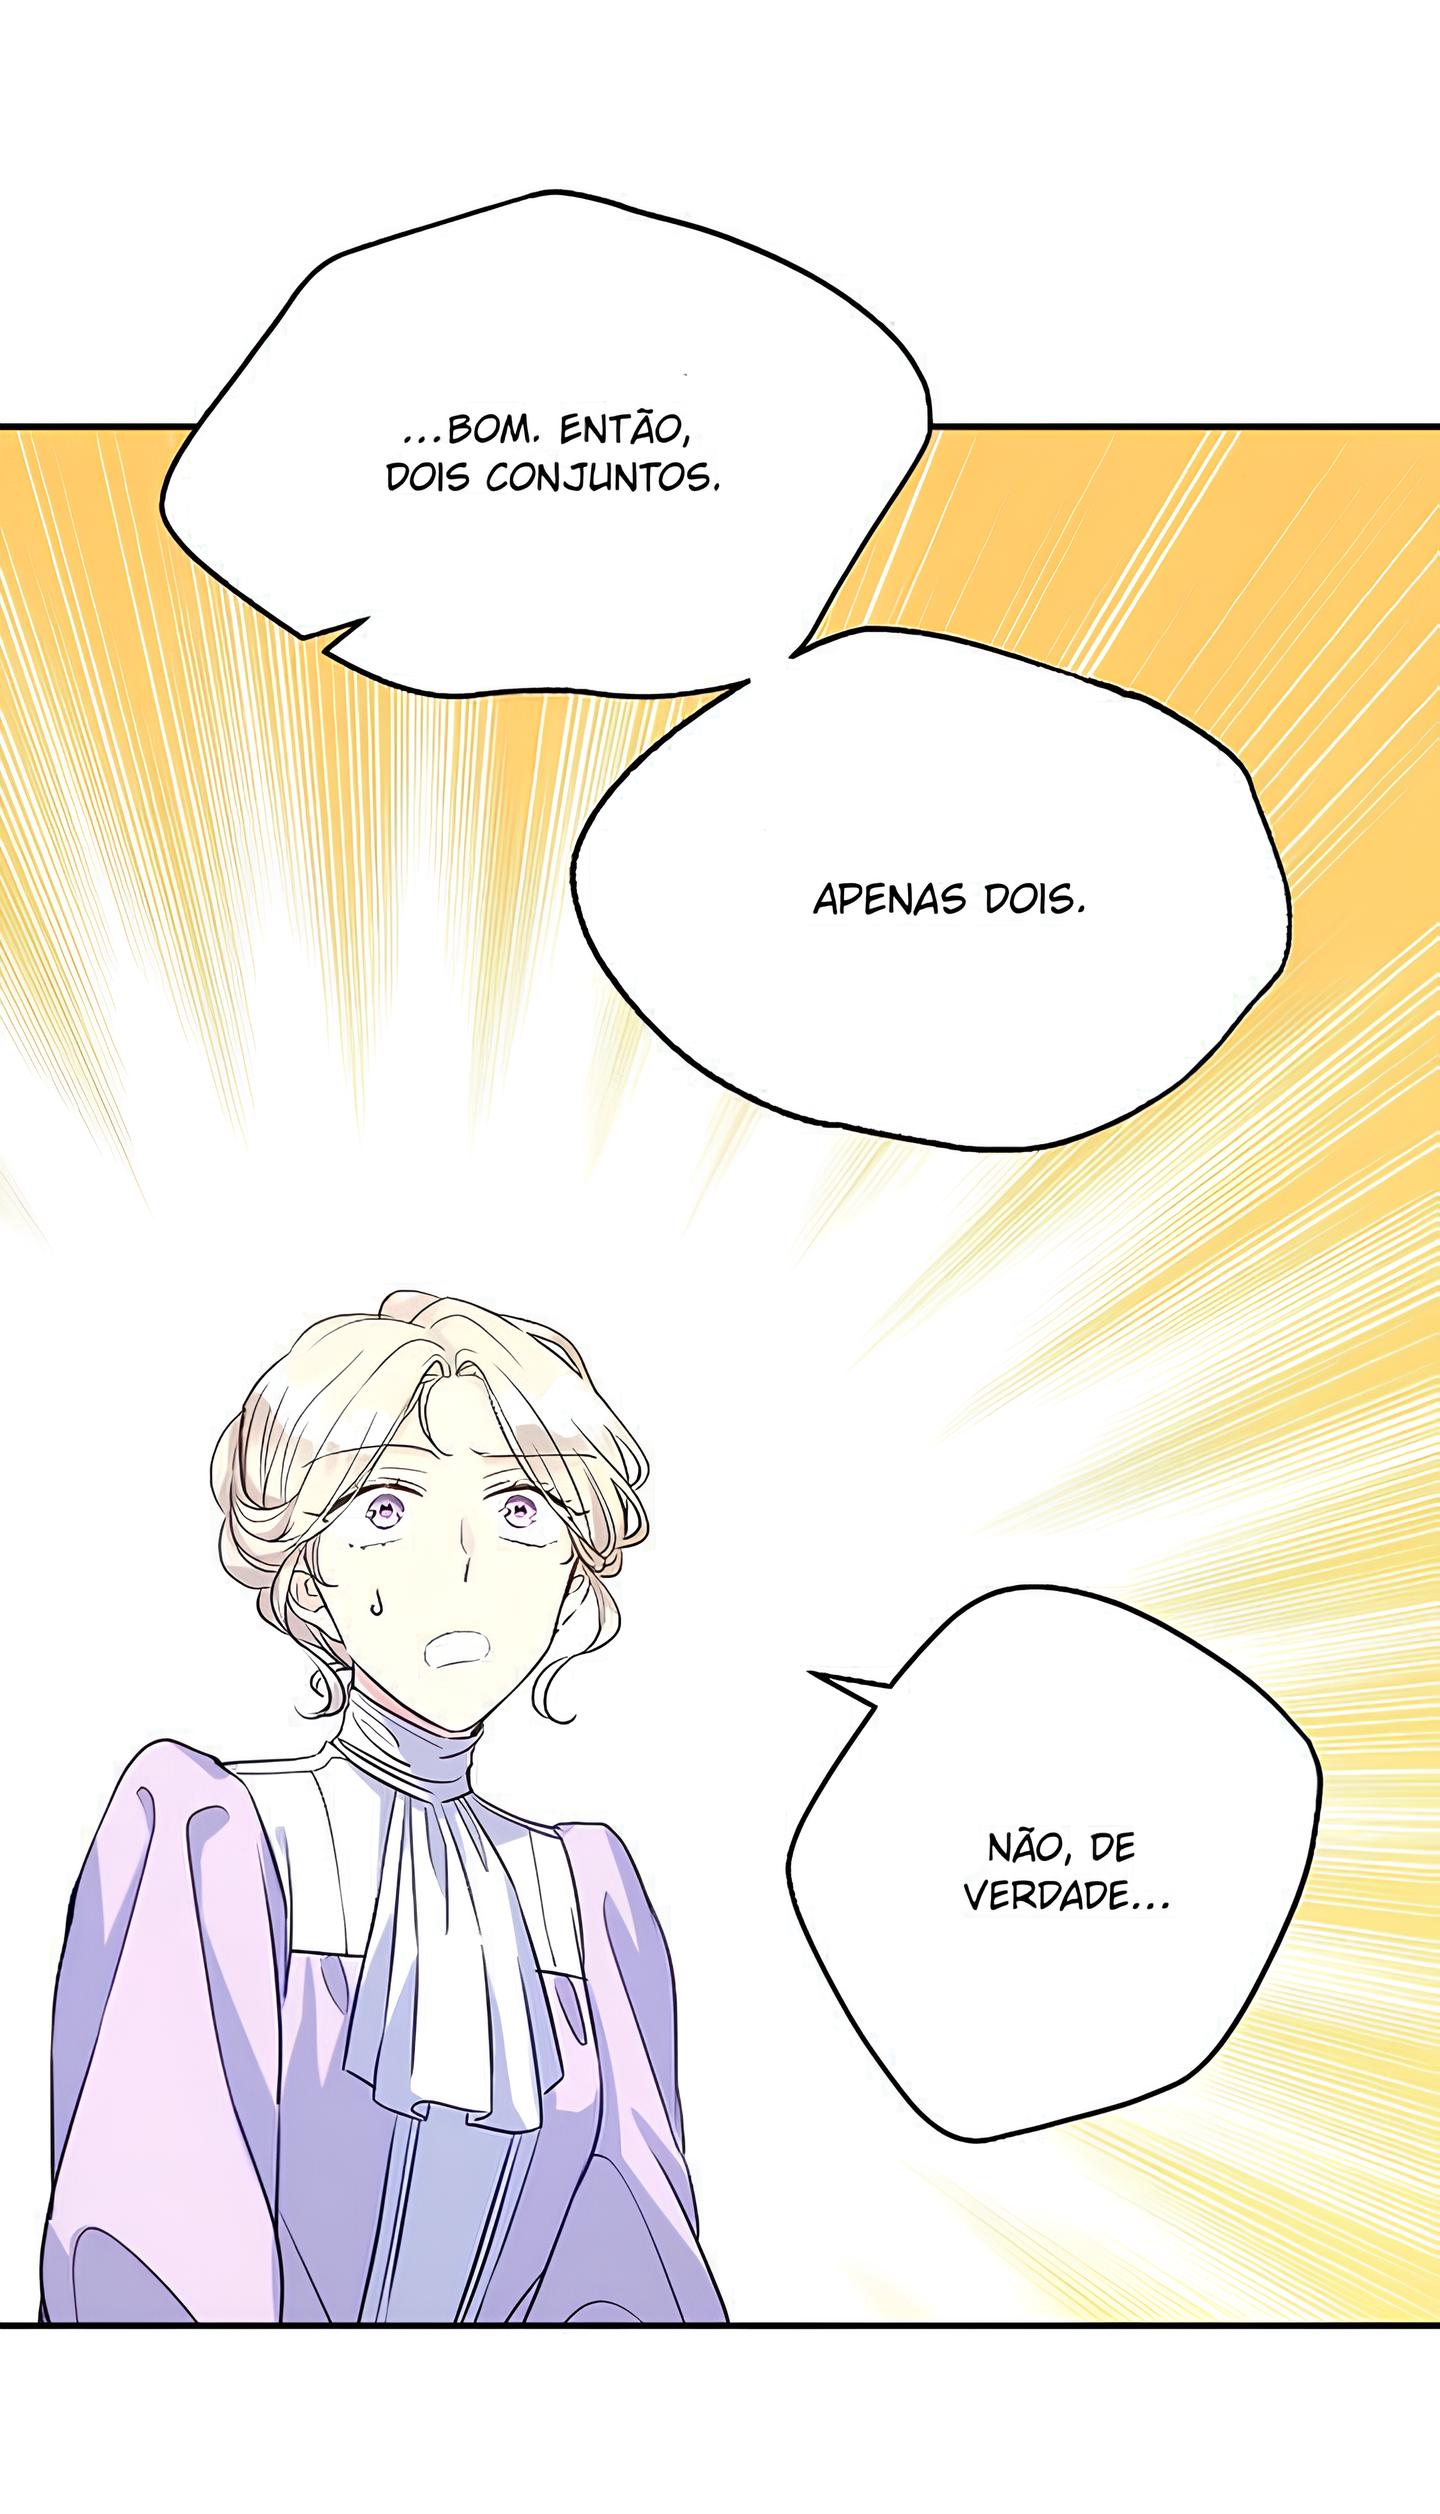 ...BOM. ENTÃO,
DOIS CONJUNTOS.
APENAS DOIS.
NÃO, DE
VERDADE...